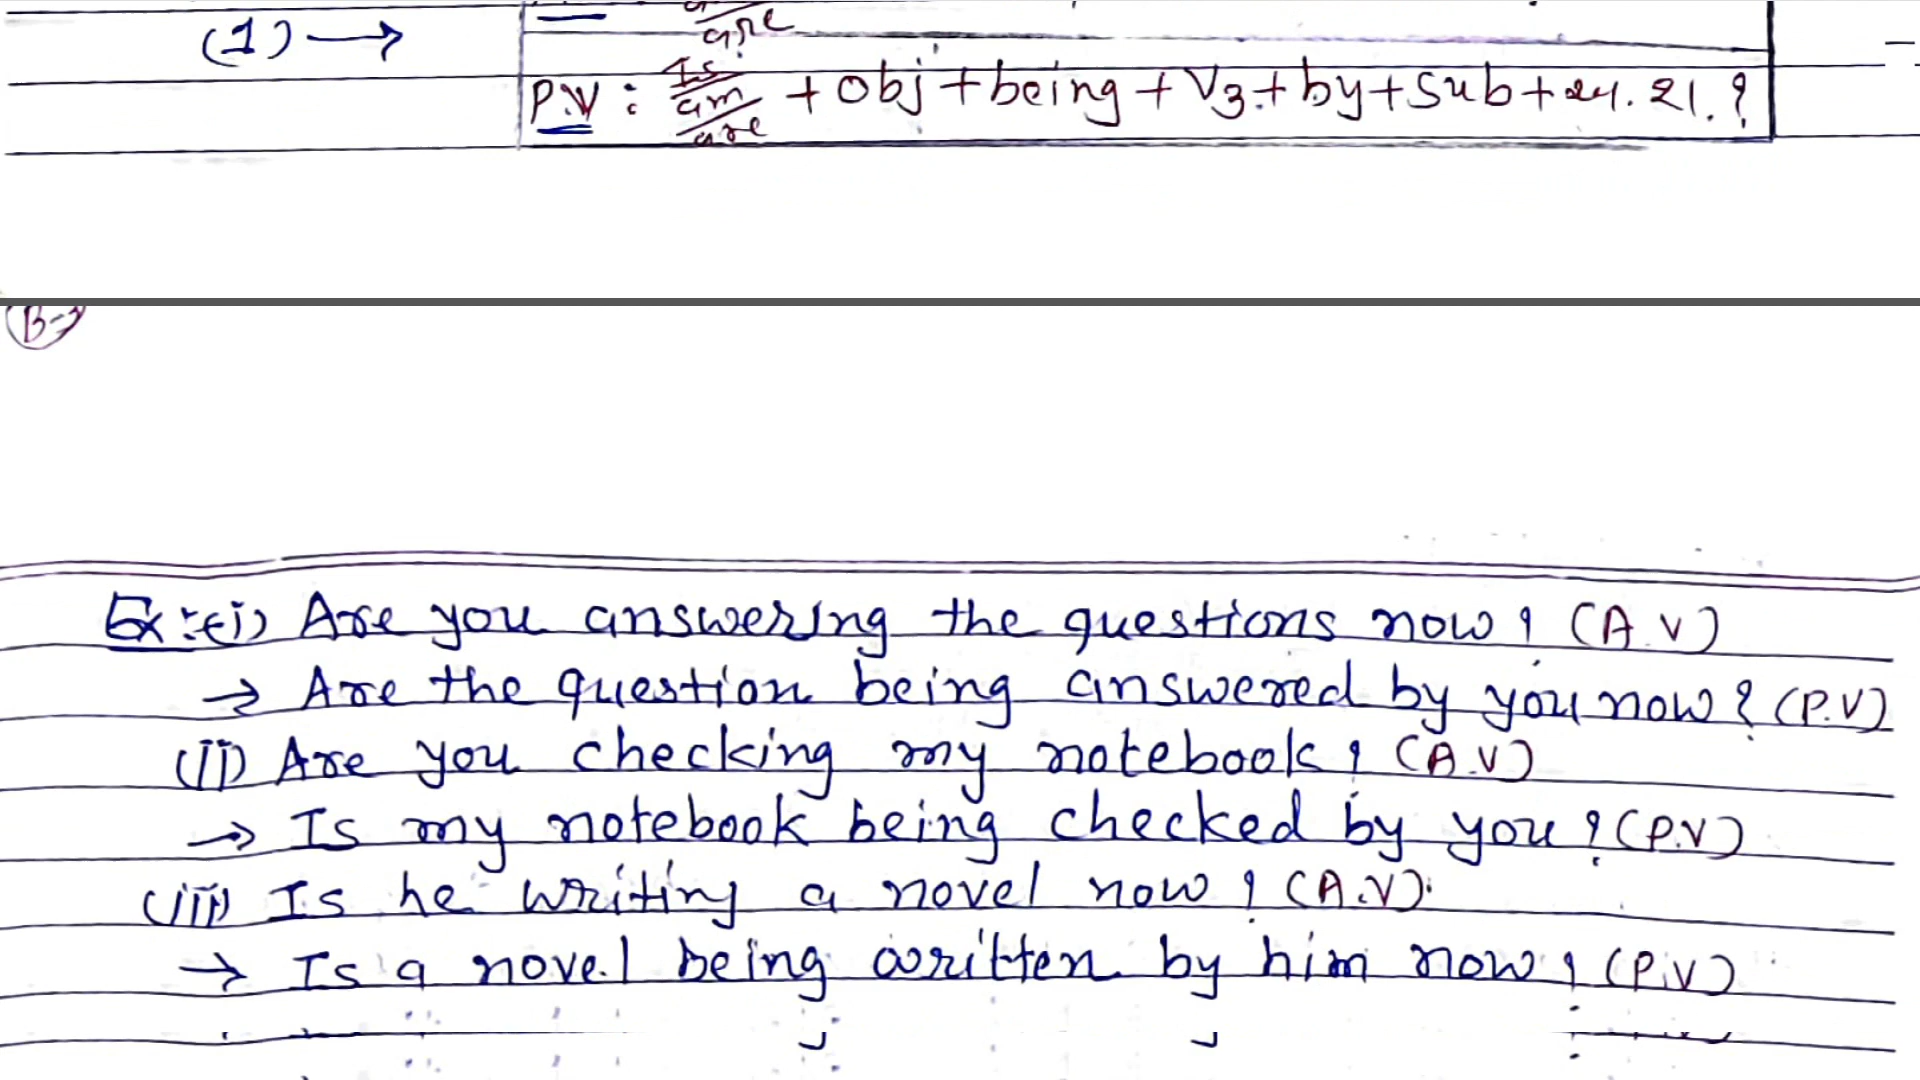 are
(1) → 
P.V : Is/am/are + obj + being + V3 + by + Sub + રા. રા. ?
Ex :- (i) Are you answering the questions now? (A.V)
→ Are the question being answered by you now? (P.V)
(ii) Are you checking my notebook? (A.V)
→ Is my notebook being checked by you? (P.V)
(iii) Is he writing a novel now? (A.V)
→ Is a novel being written by him now? (P.V)